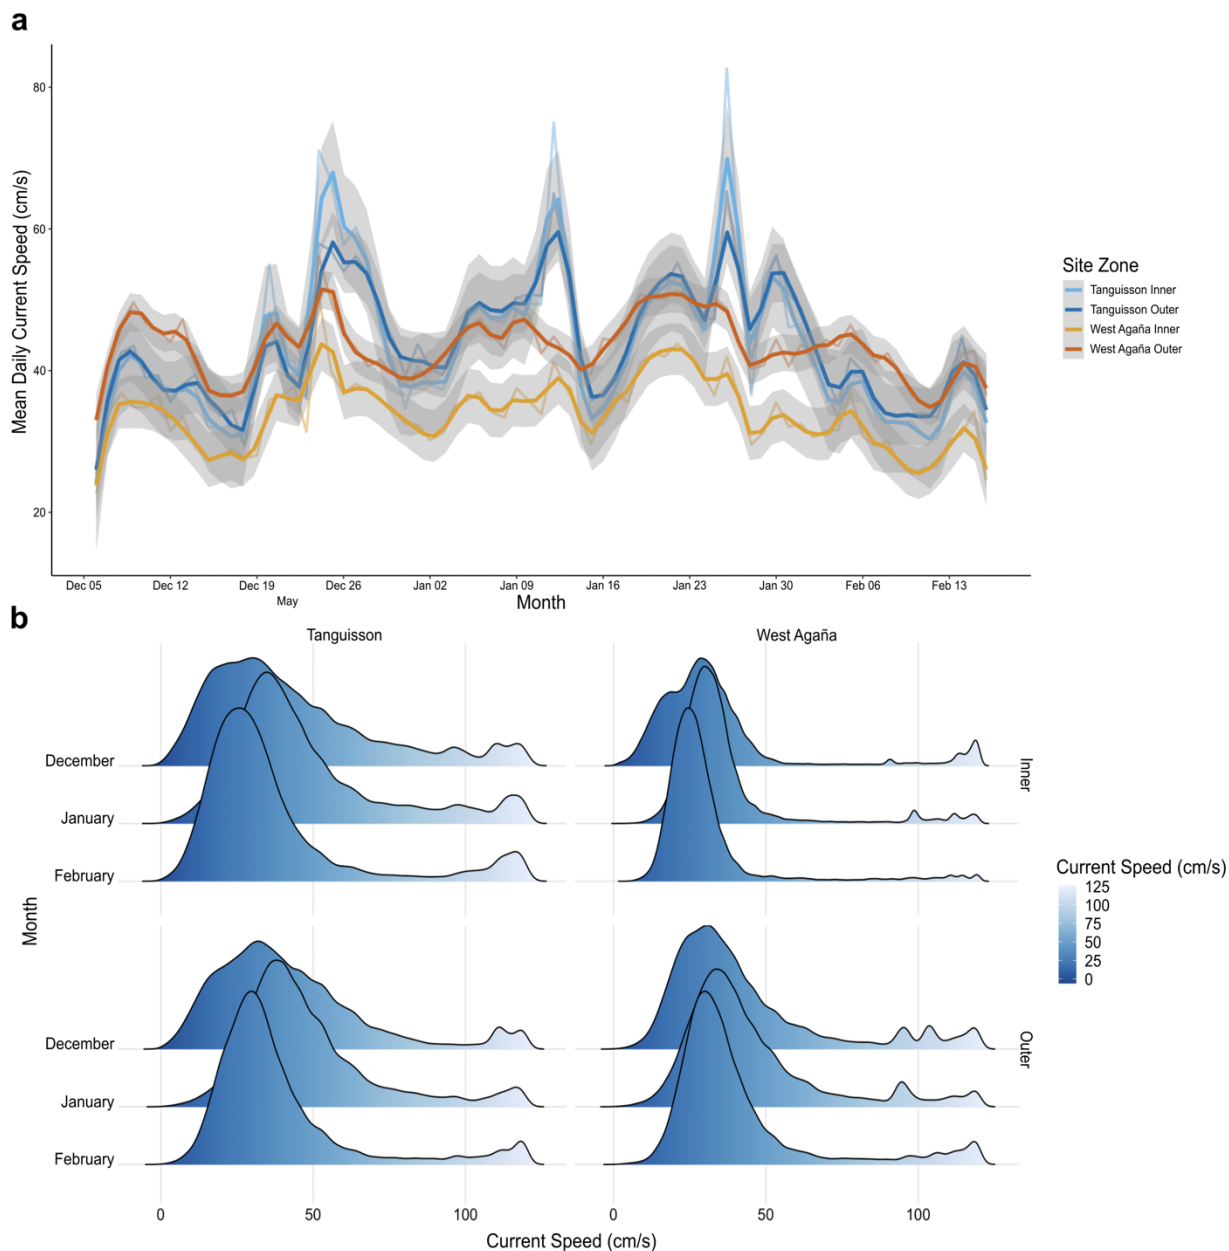 a
Mean Daily Current Speed (cm/s)
80
60
40
20
Dec 05
Dec 12
Dec 19
Dec 26
Jan 02
Jan 09
Jan 16
Jan 23
Jan 30
Feb 06
Feb 13
May
Month
Site Zone
Tanguisson Inner
Tanguisson Outer
West Agaña Inner
West Agaña Outer
b
Tanguisson
West Agaña
Month
December
January
February
Inner
December
January
February
Outer
0
50
100
0
50
100
Current Speed (cm/s)
Current Speed (cm/s)
125
100
75
50
25
0